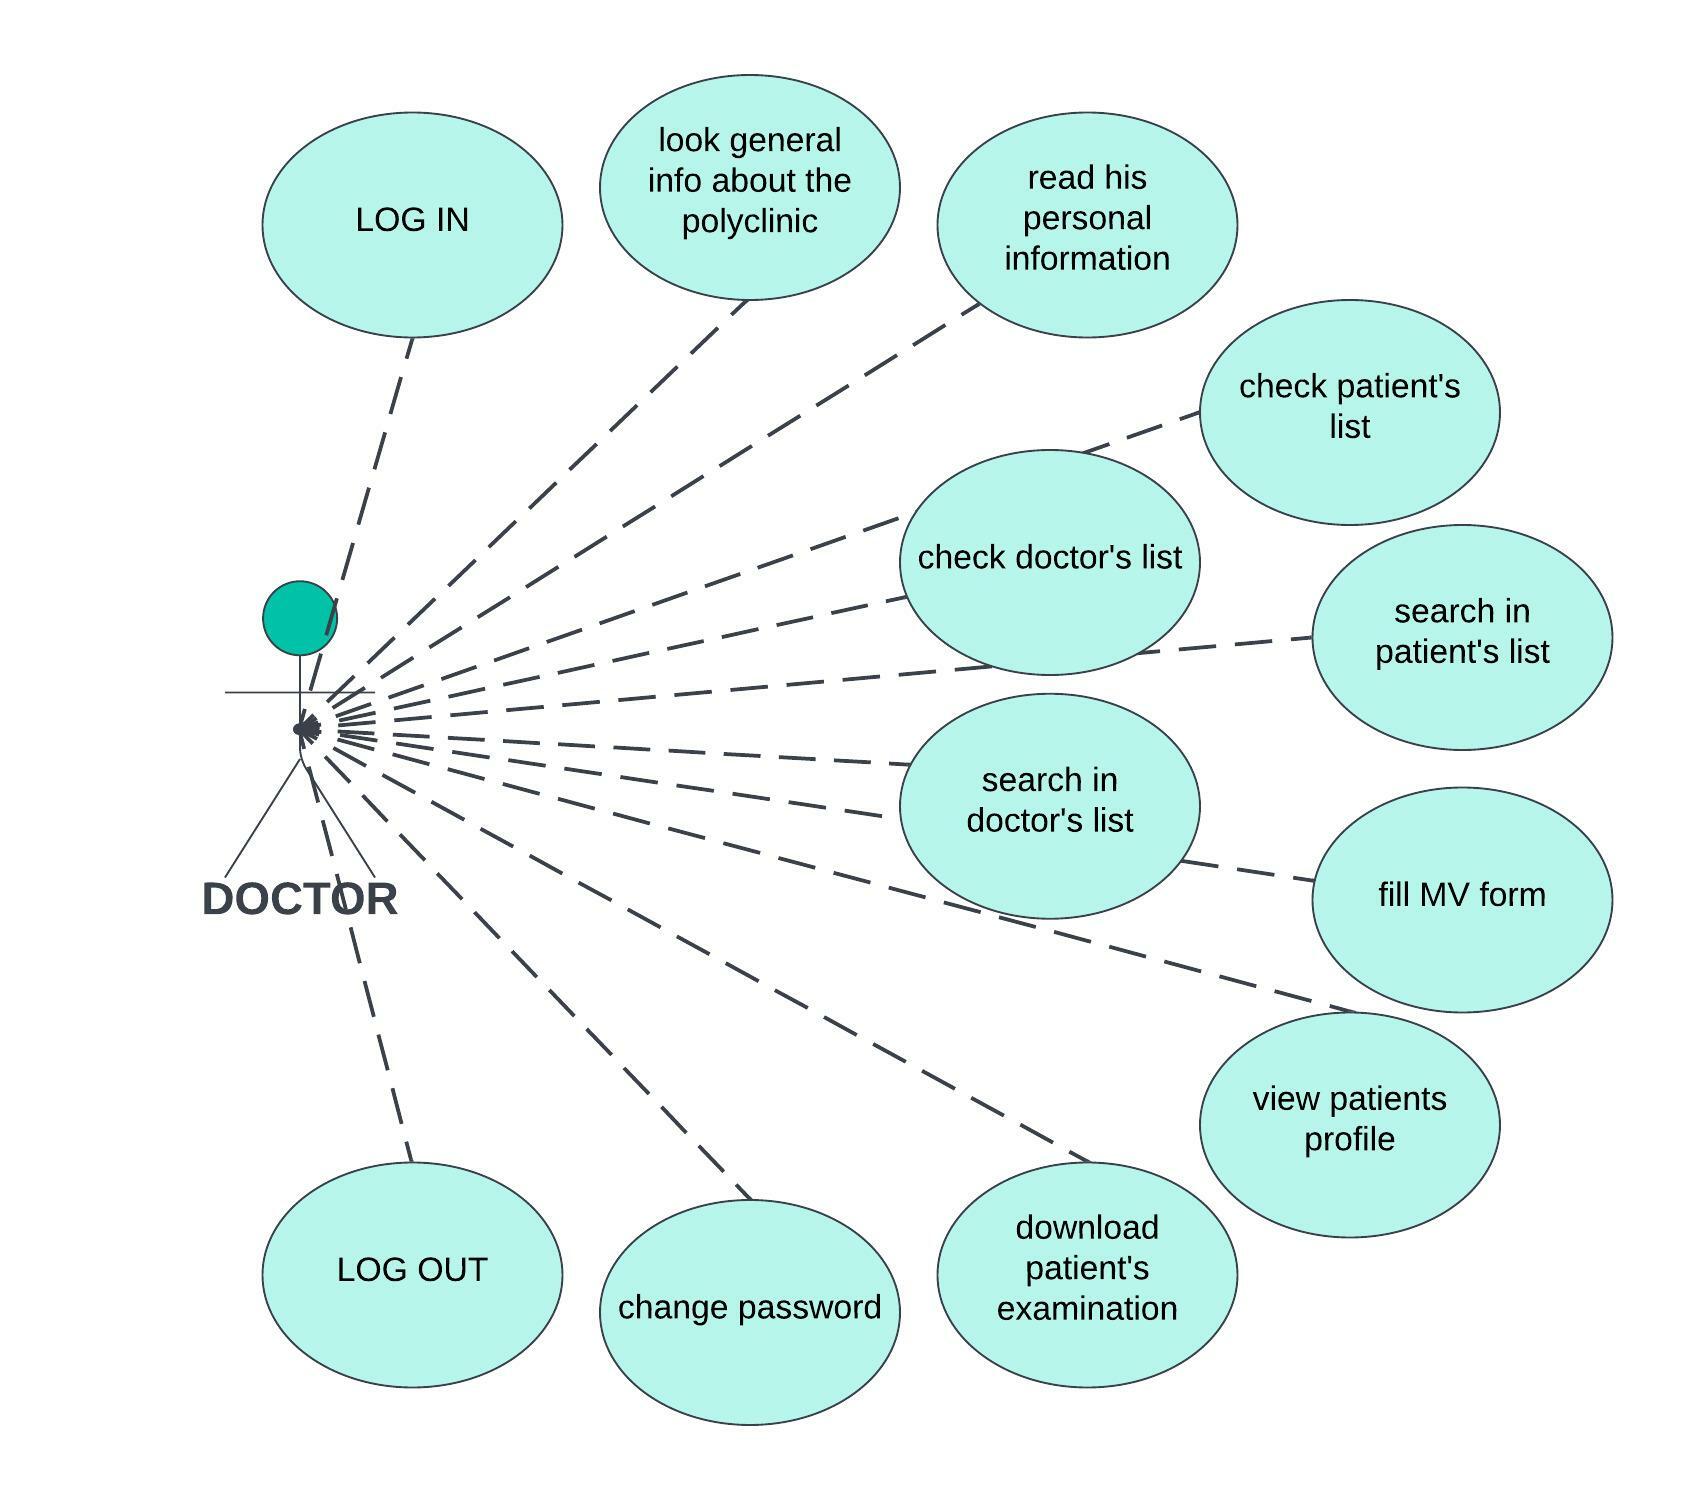 LOG IN
look general
info about the
polyclinic
read his
personal
information
check patient's
list
check doctor's list
search in
patient's list
search in
doctor's list
fill MV form
DOCTOR
view patients
profile
download
patient's
examination
change password
LOG OUT